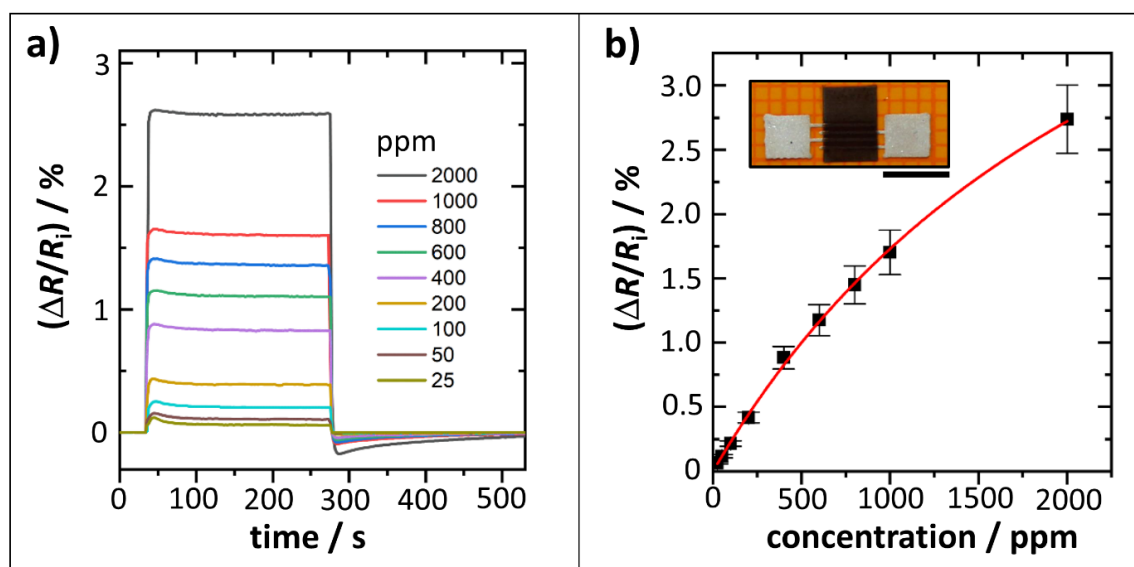 a)
(ΔR/Rᵢ) / %
3
2
1
0
ppm
2000
1000
800
600
400
200
100
50
25
0 100 200 300 400 500
time / s
b)
(ΔR/Rᵢ) / %
3.0
2.5
2.0
1.5
1.0
0.5
0
0 500 1000 1500 2000
concentration / ppm